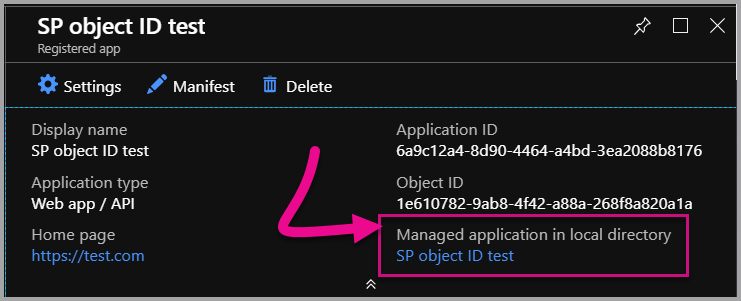 SP object ID test
Registered app
Settings Manifest Delete
Display name
SP object ID test
Application ID
6a9c12a4-8d90-4464-a4bd-3ea2088b8176
Application type
Web app / API
Object ID
1e610782-9ab8-4f42-a88a-268f8a820a1a
Home page
https://test.com
Managed application in local directory
SP object ID test